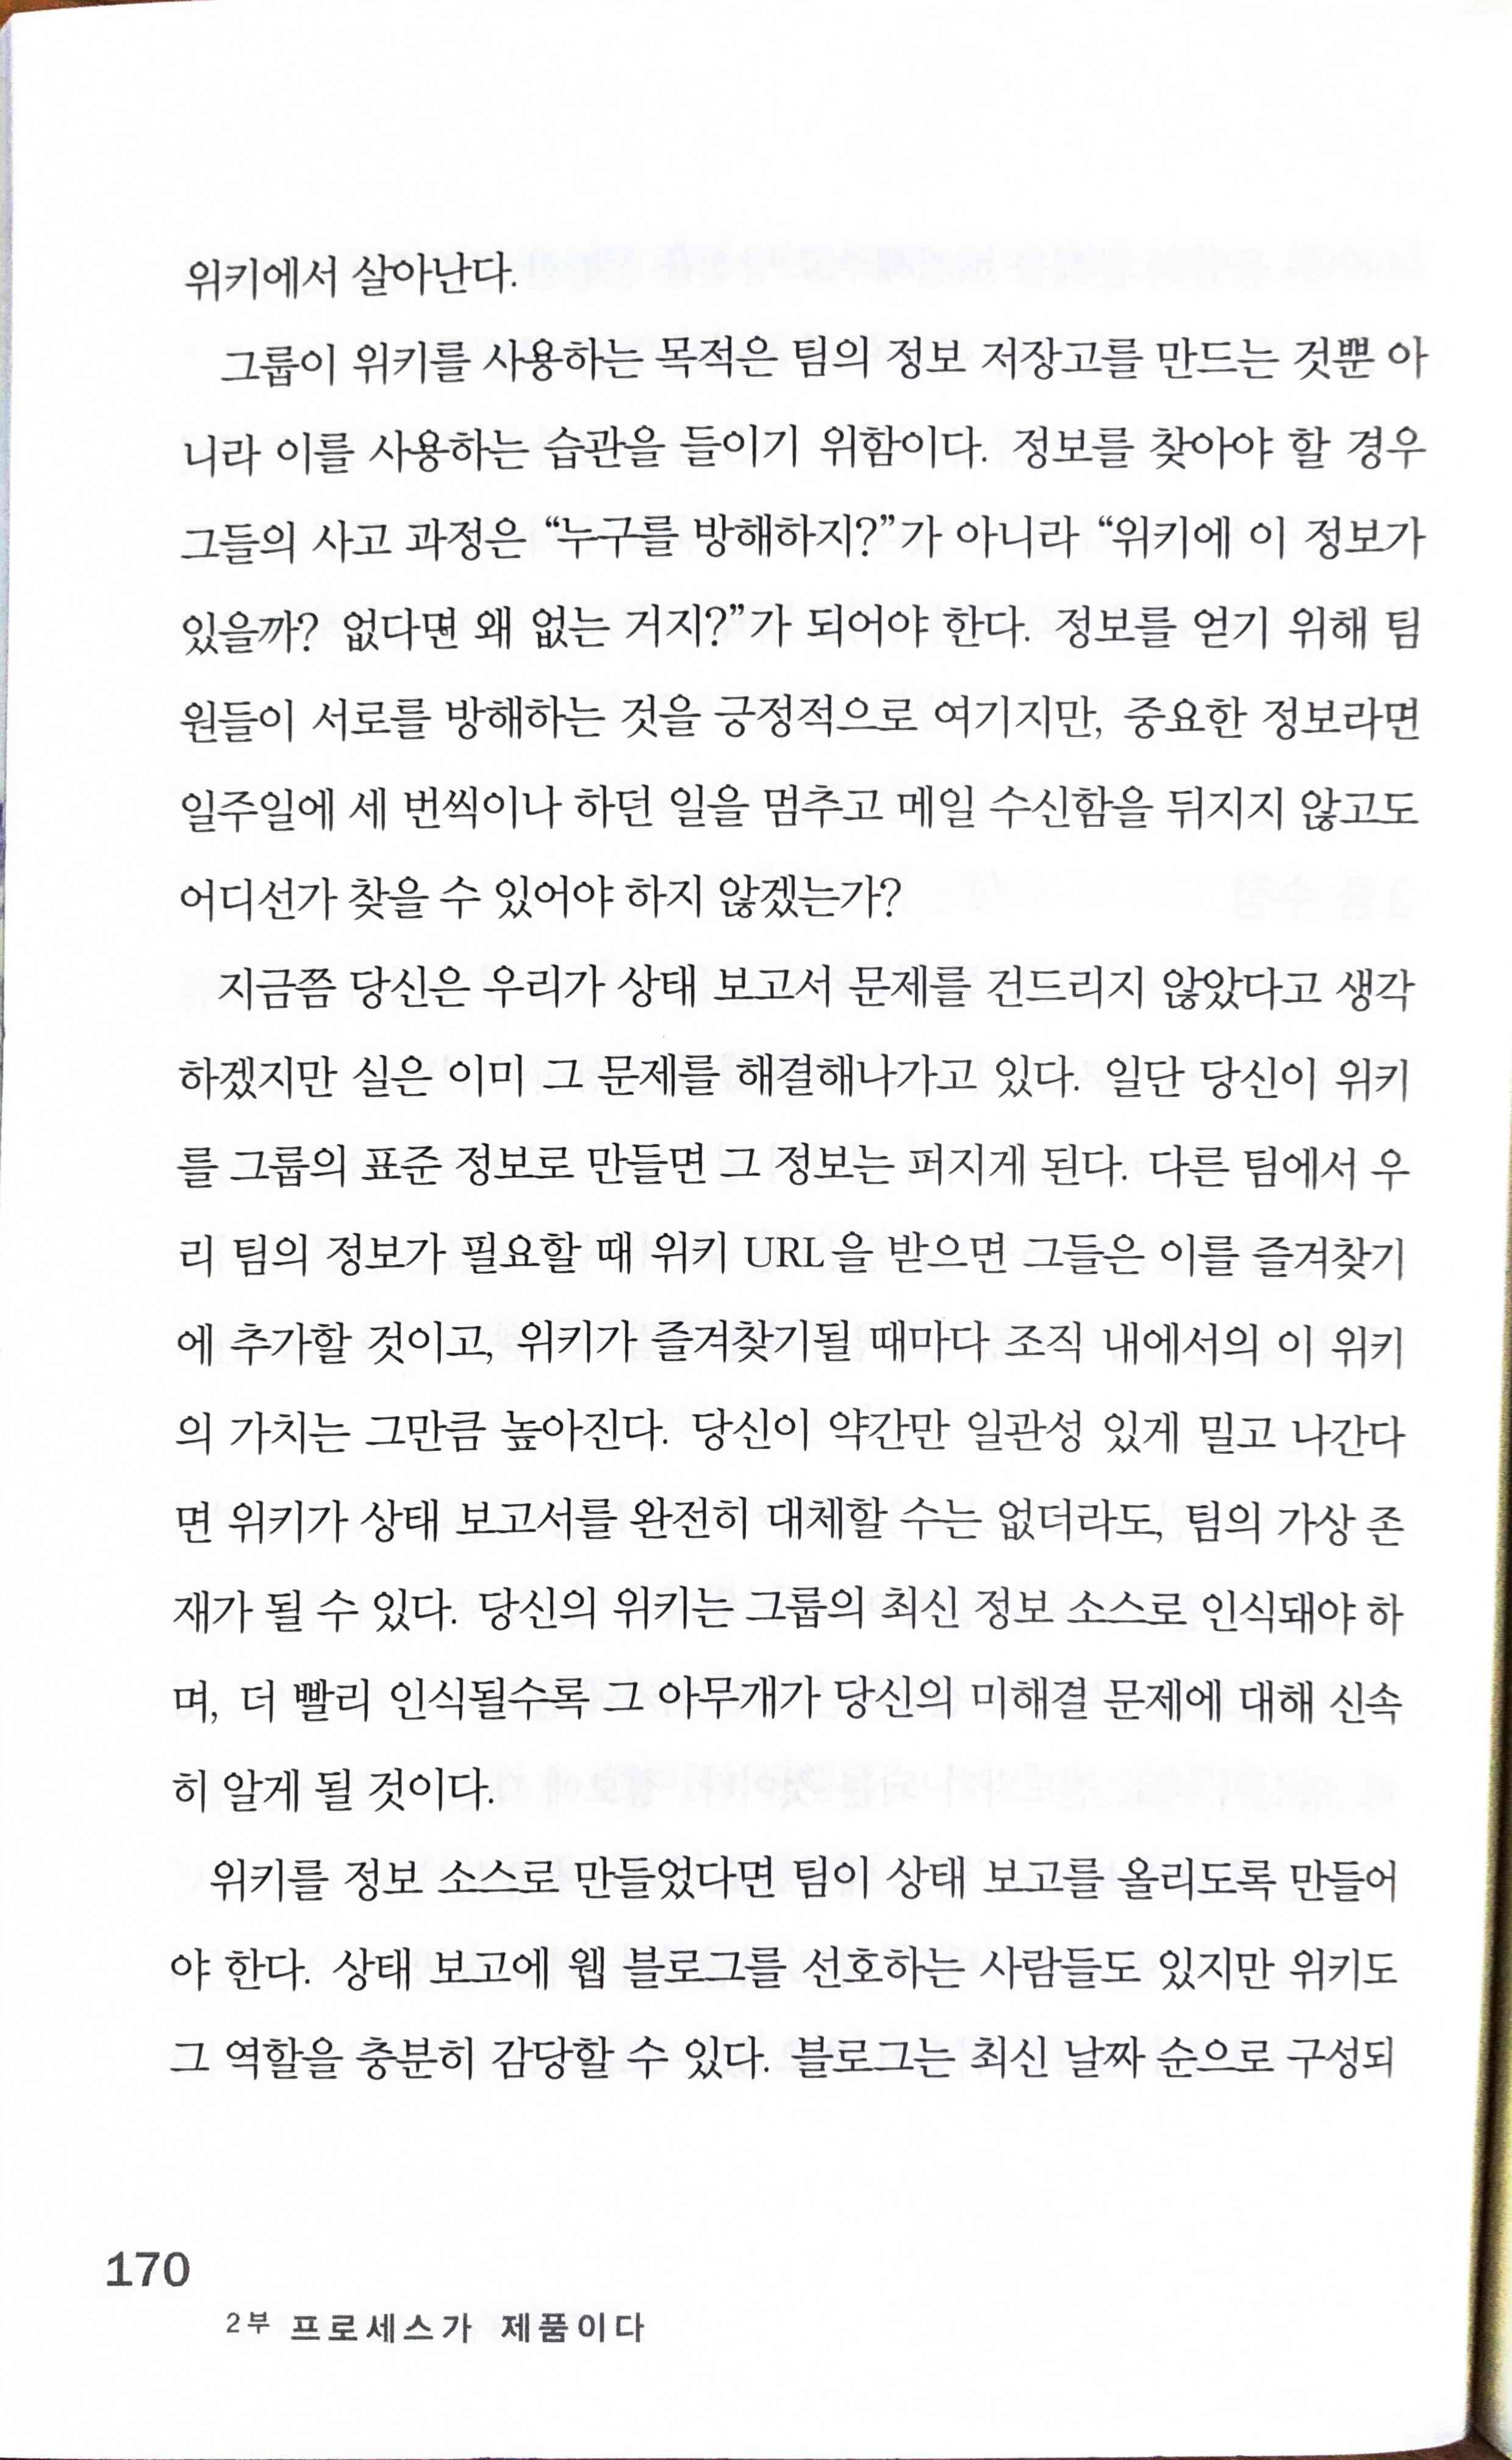 위키에서 살아난다.
그룹이 위키를 사용하는 목적은 팀의 정보 저장고를 만드는 것뿐 아
니라 이를 사용하는 습관을 들이기 위함이다. 정보를 찾아야 할 경우
그들의 사고 과정은 “누구를 방해하지?”가 아니라 “위키에 이 정보가
있을까? 없다면 왜 없는 거지?”가 되어야 한다. 정보를 얻기 위해 팀
원들이 서로를 방해하는 것을 긍정적으로 여기지만, 중요한 정보라면
일주일에 세 번씩이나 하던 일을 멈추고 메일 수신함을 뒤지지 않고도
어디선가 찾을 수 있어야 하지 않겠는가?
지금쯤 당신은 우리가 상태 보고서 문제를 건드리지 않았다고 생각
하겠지만 실은 이미 그 문제를 해결해나가고 있다. 일단 당신이 위키
를 그룹의 표준 정보로 만들면 그 정보는 퍼지게 된다. 다른 팀에서 우
리 팀의 정보가 필요할 때 위키 URL을 받으면 그들은 이를 즐겨찾기
에 추가할 것이고, 위키가 즐겨찾기될 때마다 조직 내에서의 이 위키
의 가치는 그만큼 높아진다. 당신이 약간만 일관성 있게 밀고 나간다
면 위키가 상태 보고서를 완전히 대체할 수는 없더라도, 팀의 가상 존
재가 될 수 있다. 당신의 위키는 그룹의 최신 정보 소스로 인식돼야 하
며, 더 빨리 인식될수록 그 아무개가 당신의 미해결 문제에 대해 신속
히 알게 될 것이다.
위키를 정보 소스로 만들었다면 팀이 상태 보고를 올리도록 만들어
야 한다. 상태 보고에 웹 블로그를 선호하는 사람들도 있지만 위키도
그 역할을 충분히 감당할 수 있다. 블로그는 최신 날짜 순으로 구성되
170
2부 프로세스가 제품이다